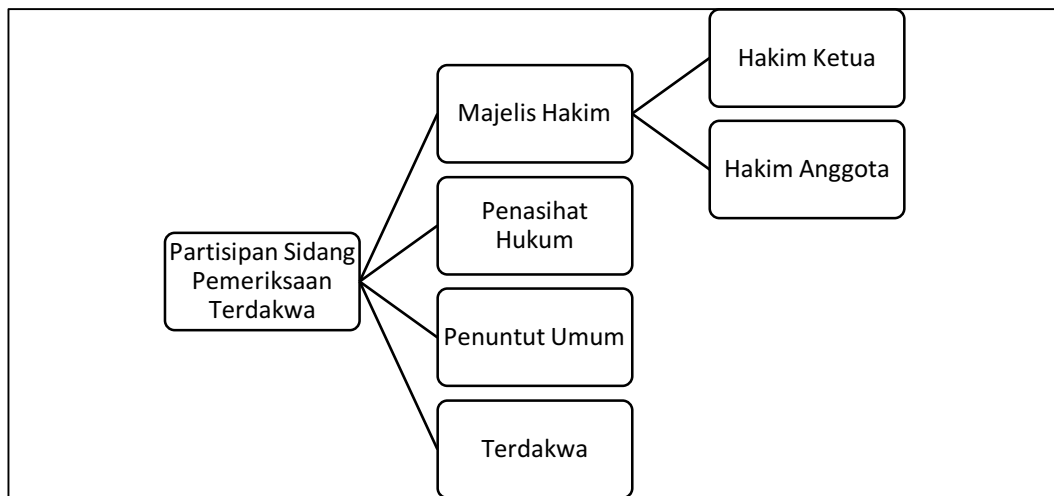 Hakim Ketua
Majelis Hakim
Hakim Anggota
Penasihat
Hukum
Partisipan Sidang
Pemeriksaan
Terdakwa
Penuntut Umum
Terdakwa